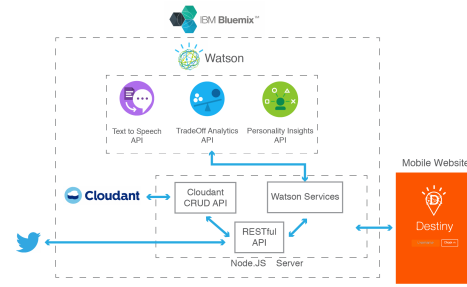 IBM Bluemix™
Watson
Text to Speech
API
TradeOff Analytics
API
Personality Insights
API
Mobile Website
Cloudant
Cloudant
CRUD API
Watson Services
RESTful
API
Node.JS Server
D
Destiny